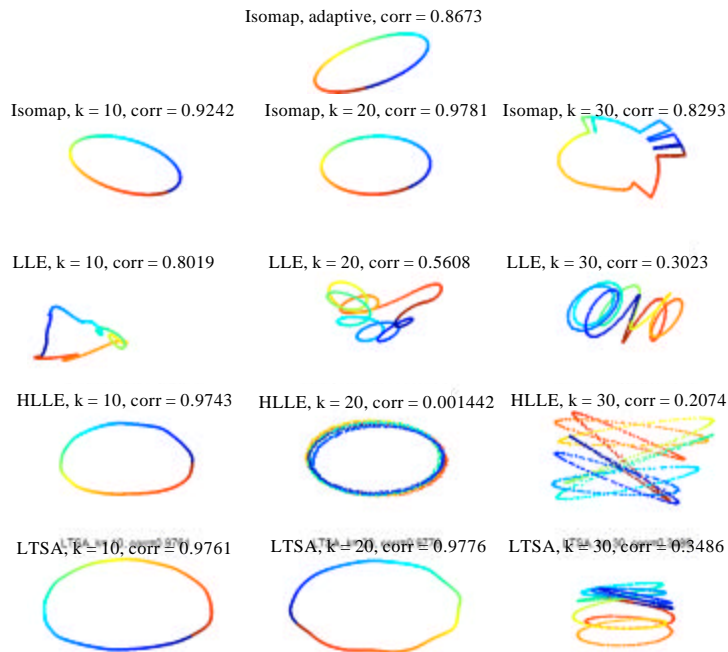 Isomap, adaptive, corr = 0.8673
Isomap, k = 10, corr = 0.9242
Isomap, k = 20, corr = 0.9781
Isomap, k = 30, corr = 0.8293
LLE, k = 10, corr = 0.8019
LLE, k = 20, corr = 0.5608
LLE, k = 30, corr = 0.3023
HLLE, k = 10, corr = 0.9743
HLLE, k = 20, corr = 0.001442
HLLE, k = 30, corr = 0.2074
LTSA, k = 10, corr = 0.9761
LTSA, k = 20, corr = 0.9776
LTSA, k = 30, corr = 0.3486